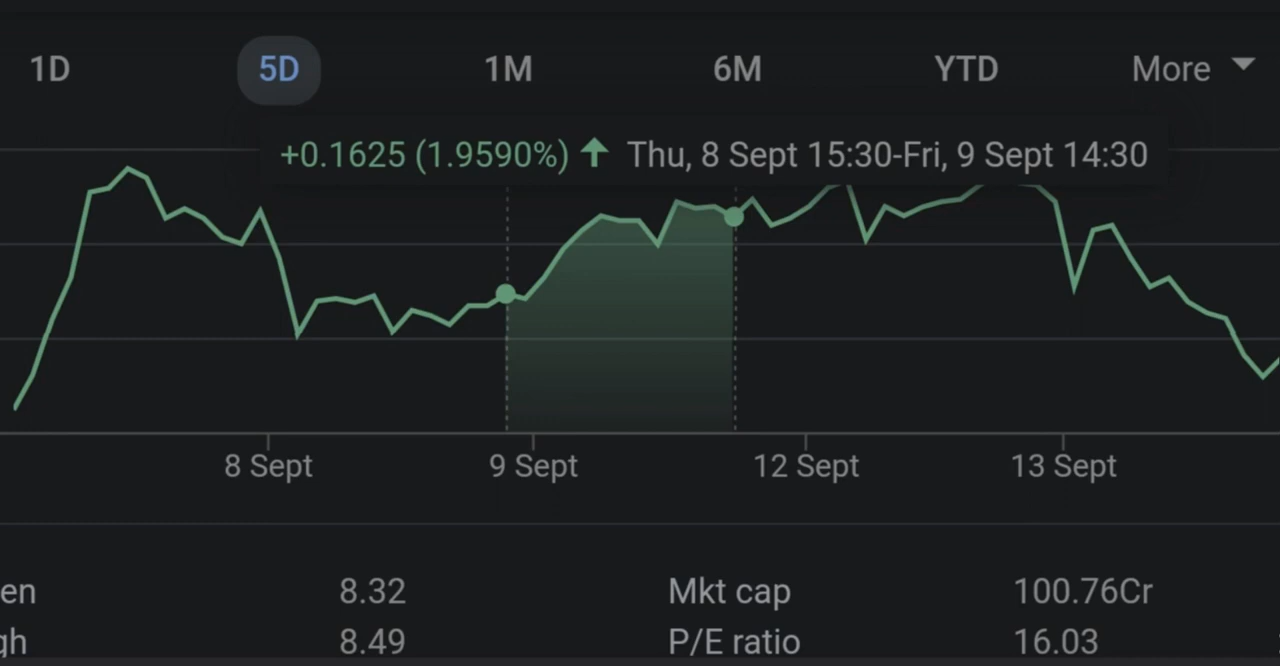 1D 5D 1M 6M YTD More
+0.1625 (1.9590%) ↑ Thu, 8 Sept 15:30-Fri, 9 Sept 14:30
8 Sept 9 Sept 12 Sept 13 Sept
en 8.32 Mkt cap 100.76Cr
gh 8.49 P/E ratio 16.03